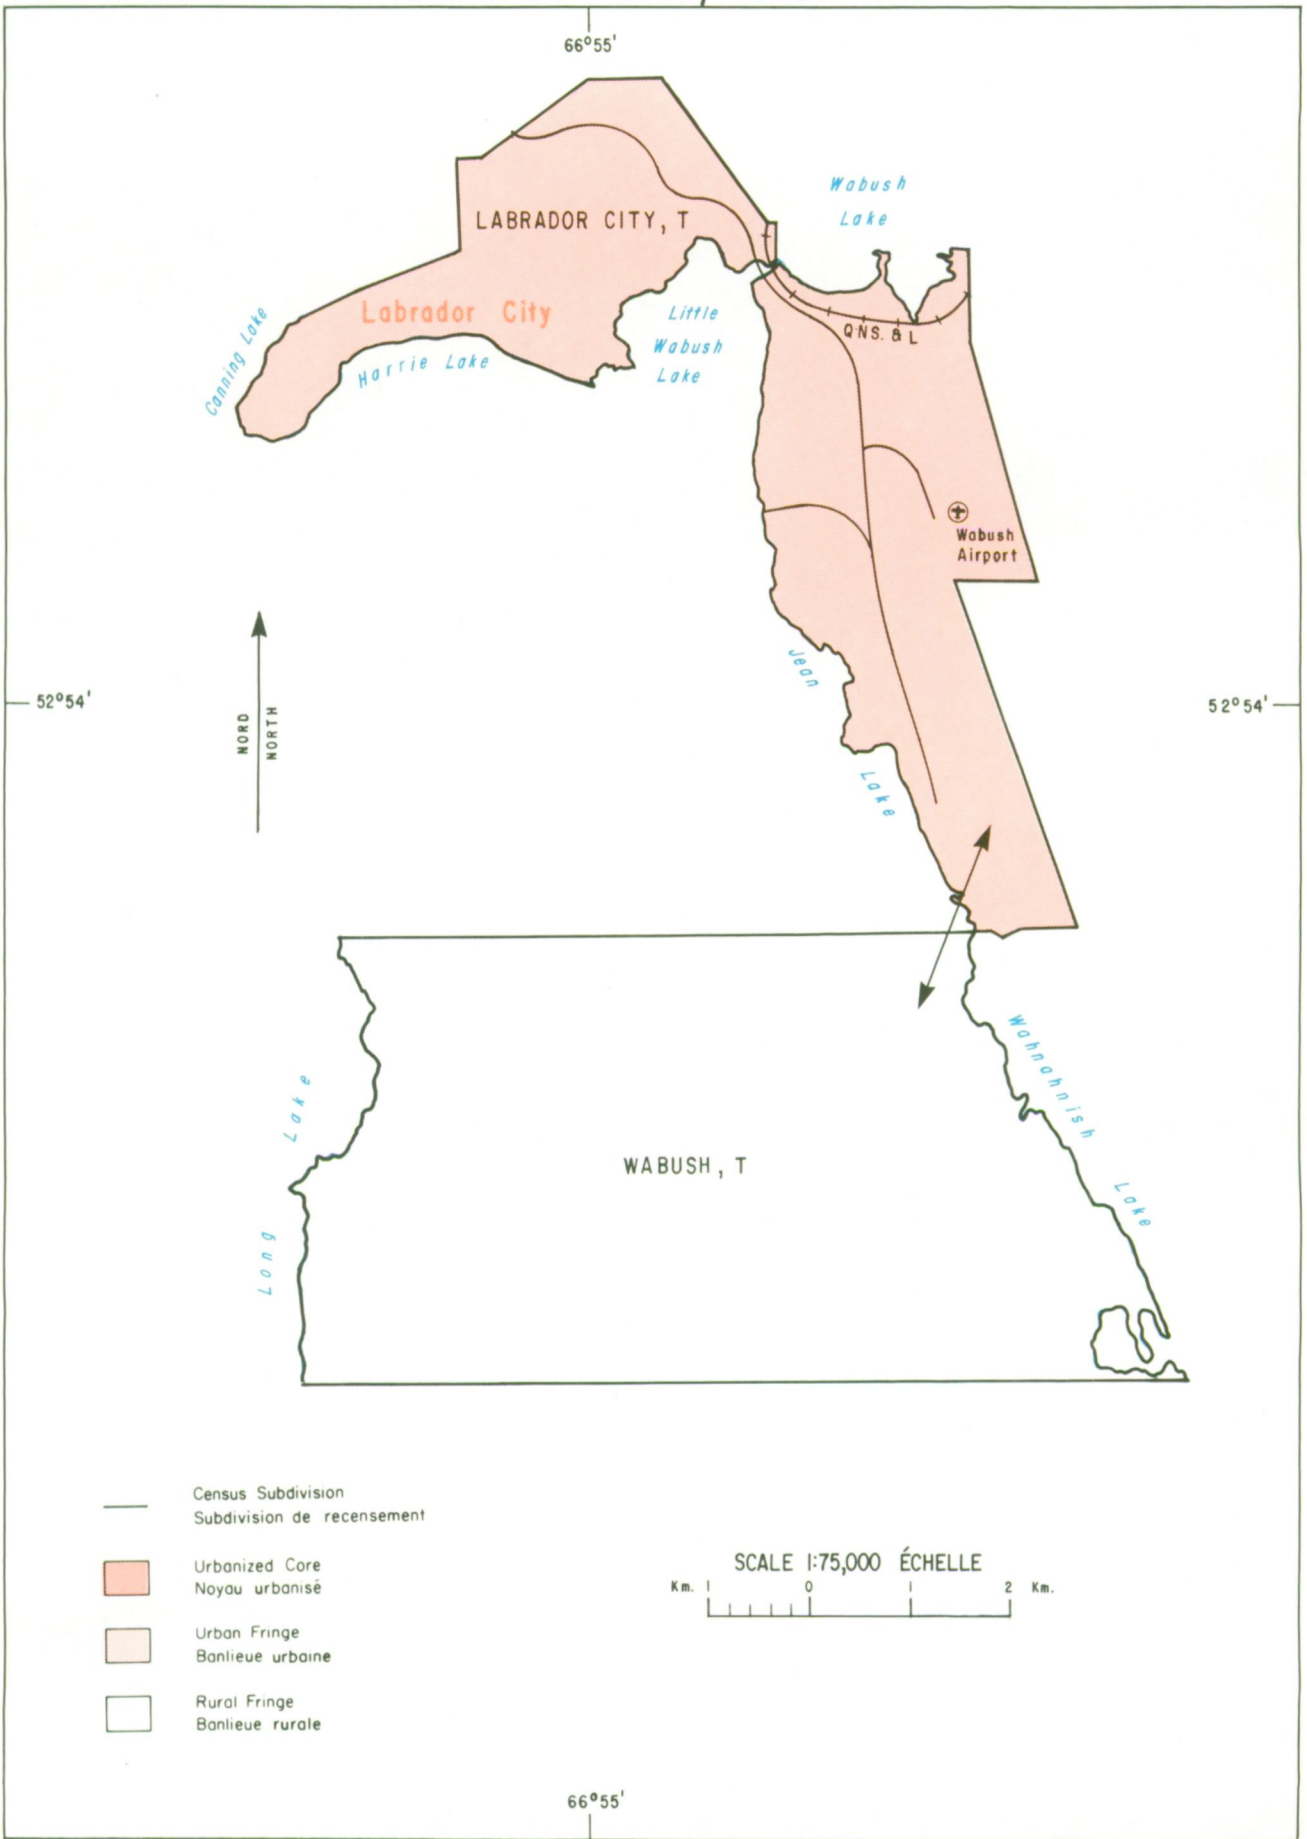 66°55'
Wabush
Lake
LABRADOR CITY, T
Labrador City
Canning Lake
Harrie Lake
Little
Wabush
Lake
Q.N.S. & L
Wabush
Airport
Jean
Lake
52°54'
52°54'
NORD
NORTH
Wahnahnish
Lake
Long
Lake
WABUSH, T
Census Subdivision
Subdivision de recensement
Urbanized Core
Noyau urbanisé
Urban Fringe
Banlieue urbaine
Rural Fringe
Banlieue rurale
SCALE 1:75,000 ÉCHELLE
Km. 1 0 1 2 Km.
66°55'